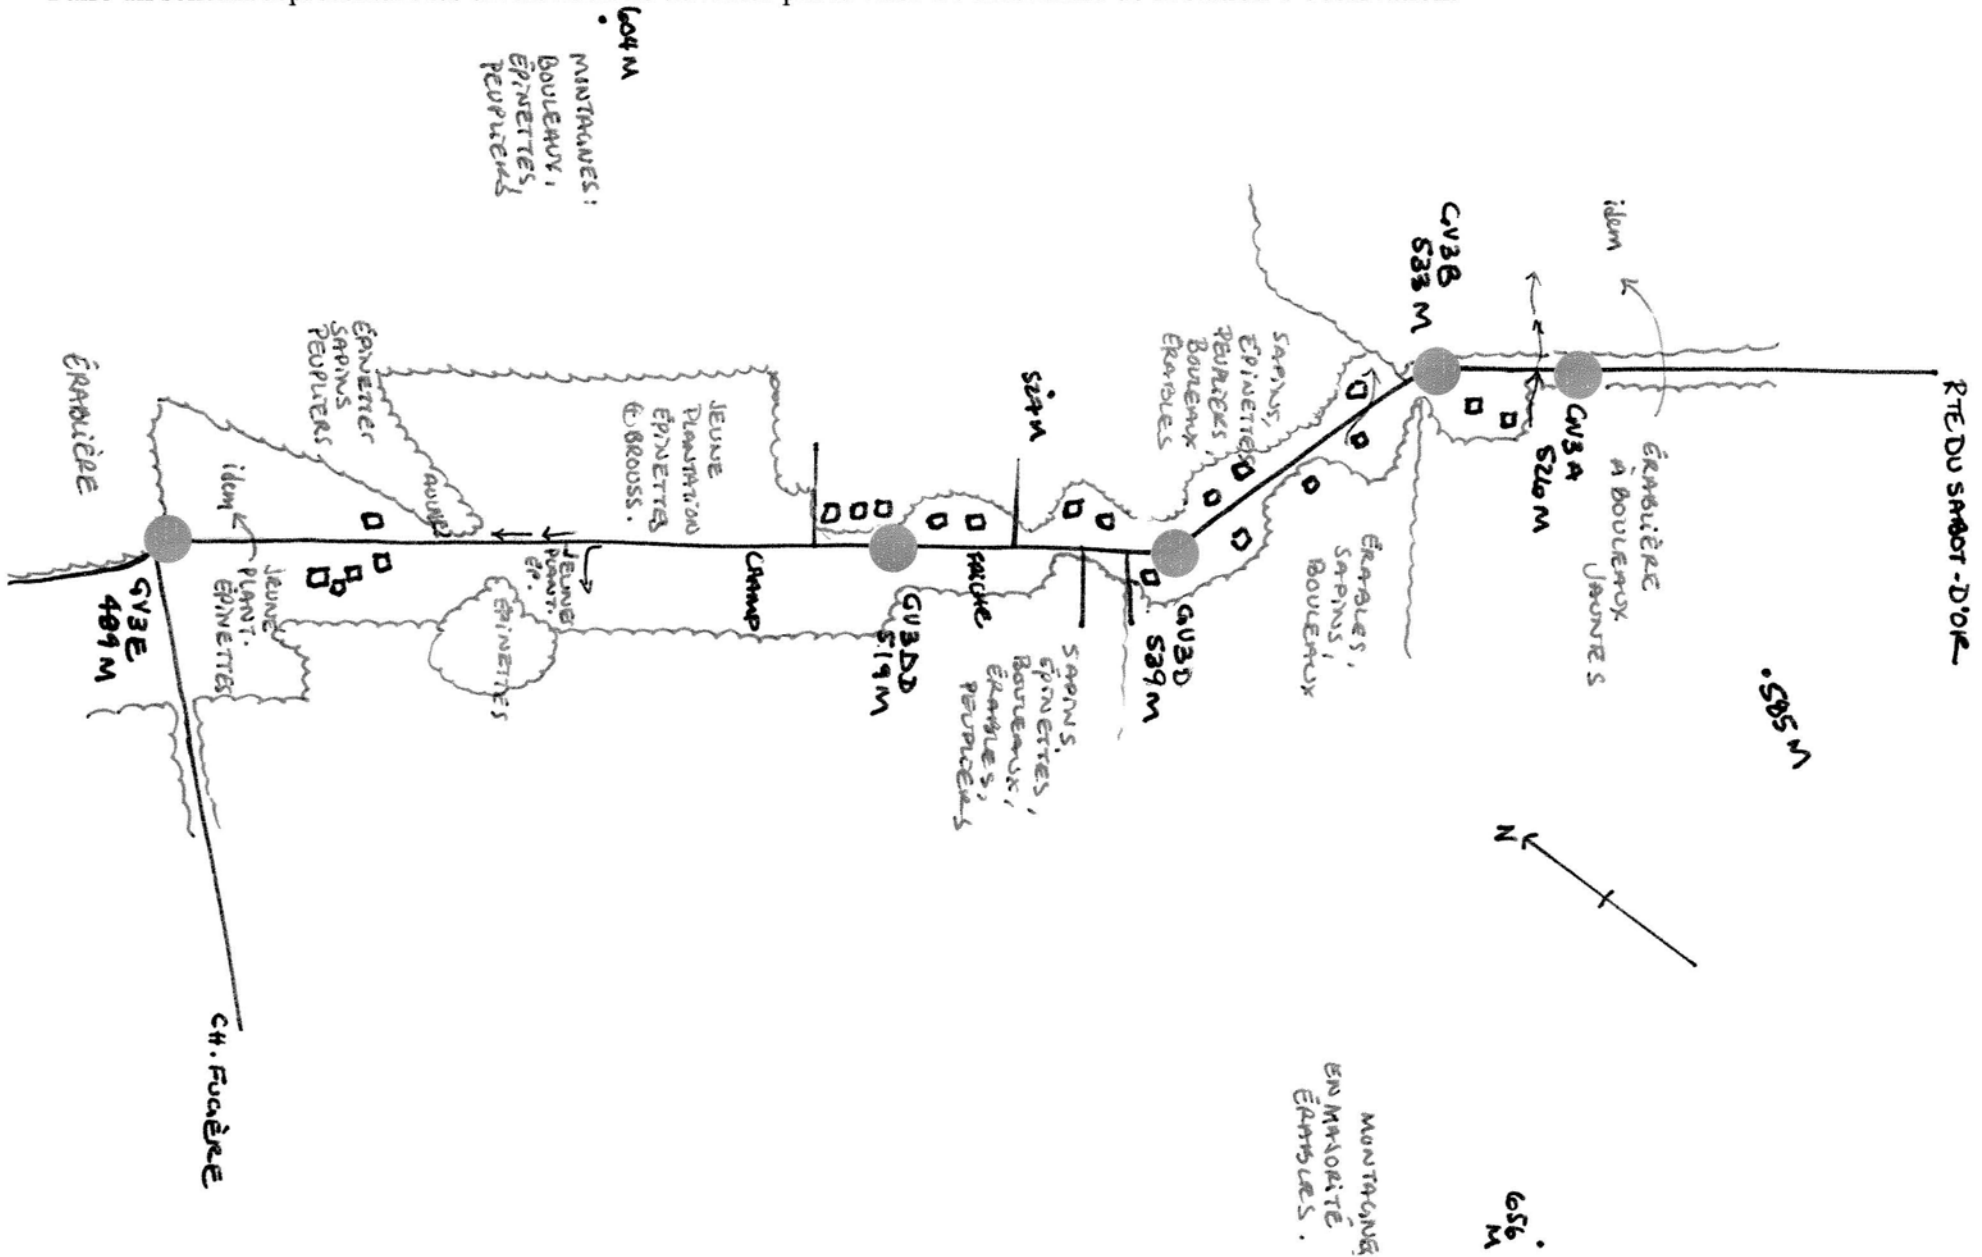 604 M
MONTAGNES:
BOULEAUX,
ÉPINETTES,
PEUPLIERS
idem
GV3B
533 M
RTE DU SABOT-D'OR
GV3A
526 M
ÉRABLIÈRE
À BOULEAUX
JAUNES
.585 M
SAPINS,
ÉPINETTES
PEUPLIERS,
BOULEAUX
ÉRABLES
ÉRABLES,
SAPINS,
BOULEAUX
524 M
GV3D
529 M
FRICHE
SAPINS,
ÉPINETTES,
BOULEAUX,
ÉRABLES,
PEUPLIERS
GV3DD
519 M
CHAMP
JEUNE
PLANTATION
ÉPINETTES
BROUSS.
JEUNE
PLANT.
ÉP.
ÉPINETTES
ÉPINETTES
SAPINS
PEUPLIERS
ÉRABLIÈRE
idem
JEUNE
PLANT.
ÉPINETTES
GV3E
489 M
CH. FUGÈRE
N
MONTAGNE
EN MAJORITÉ
ÉRABLES.
656
M